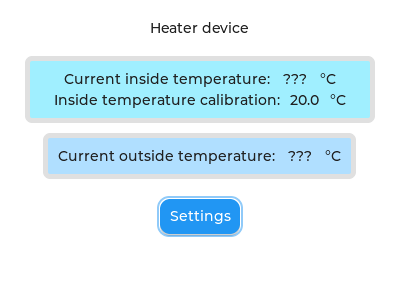 Heater device
Current inside temperature: ??? °C
Inside temperature calibration: 20.0 °C
Current outside temperature: ??? °C
Settings